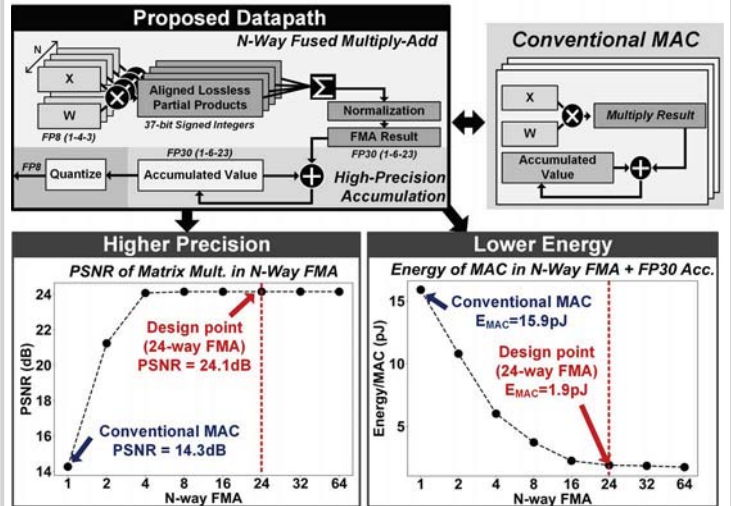 Proposed Datapath
N-Way Fused Multiply-Add
N
X
W
FP8 (1-4-3)
Aligned Lossless
Partial Products
37-bit Signed Integers
Σ
Normalization
FMA Result
FP30 (1-6-23)
FP8
Quantize
FP30 (1-6-23)
Accumulated Value
High-Precision
Accumulation
Conventional MAC
X
W
Multiply Result
Accumulated
Value
Higher Precision
PSNR of Matrix Mult. in N-Way FMA
PSNR (dB)
24
22
20
18
16
14
Design point
(24-way FMA)
PSNR = 24.1dB
Conventional MAC
PSNR = 14.3dB
1 2 4 8 16 24 32 64
N-way FMA
Lower Energy
Energy of MAC in N-Way FMA + FP30 Acc.
Energy/MAC (pJ)
15
10
5
Conventional MAC
EMAC=15.9pJ
Design point
(24-way FMA)
EMAC=1.9pJ
1 2 4 8 16 24 32 64
N-way FMA